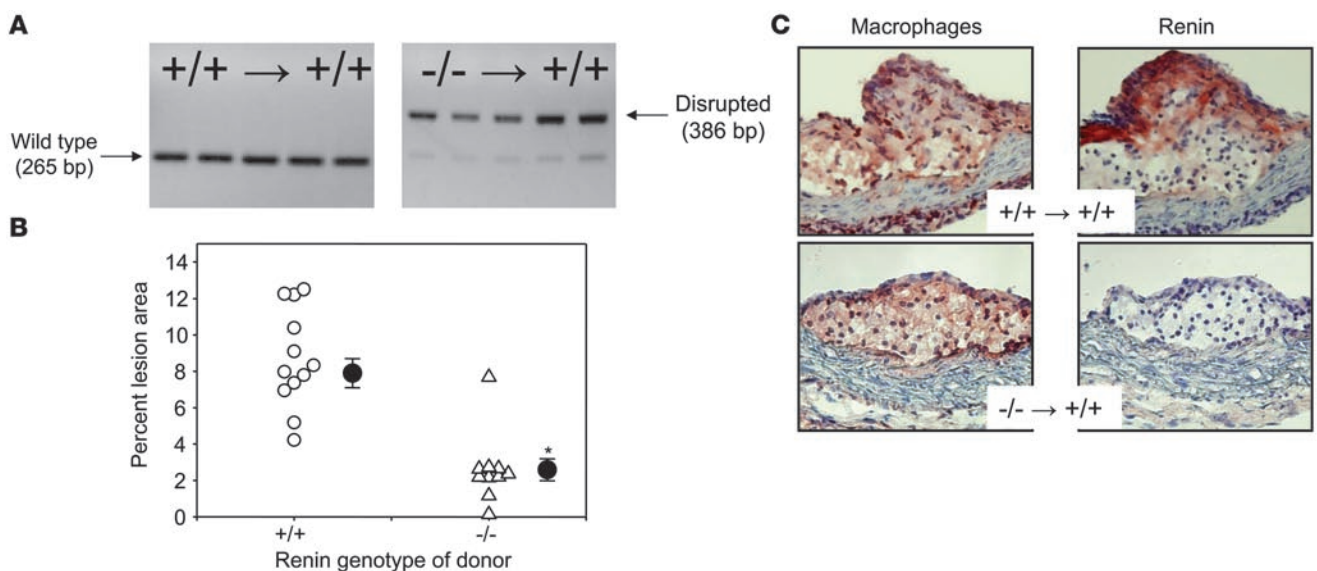 A
+/+ → +/+
-/- → +/+
Wild type
(265 bp)
Disrupted
(386 bp)
B
Percent lesion area
14
12
10
8
6
4
2
0
*
+/+
-/-
Renin genotype of donor
C
Macrophages
Renin
+/+ → +/+
-/- → +/+